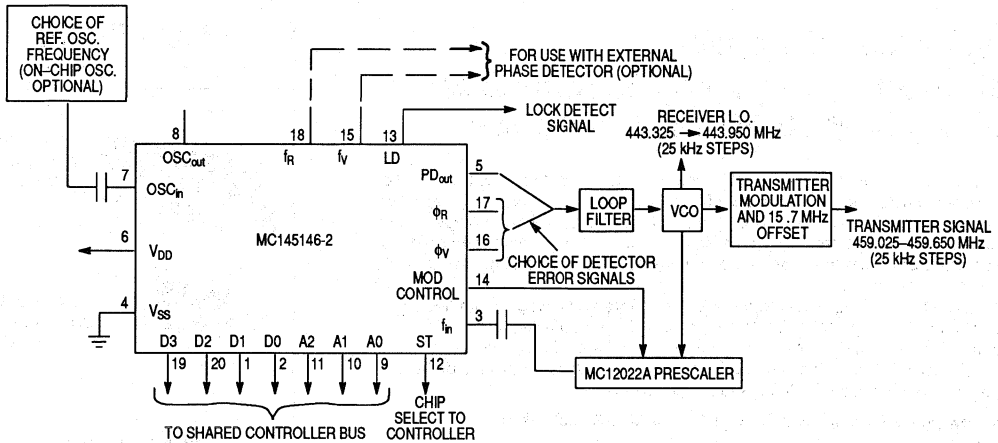 CHOICE OF
REF. OSC.
FREQUENCY
(ON–CHIP OSC.
OPTIONAL)
FOR USE WITH EXTERNAL
PHASE DETECTOR (OPTIONAL)
LOCK DETECT
SIGNAL
RECEIVER L.O.
443.325 → 443.950 MHz
(25 kHz STEPS)
8
18
15
13
OSCout
fR
fV
LD
7
OSCin
PDout
5
ΦR
17
ΦV
16
MC145146-2
6
VDD
LOOP
FILTER
VCO
TRANSMITTER
MODULATION
AND 15 .7 MHz
OFFSET
TRANSMITTER SIGNAL
459.025–459.650 MHz
(25 kHz STEPS)
CHOICE OF DETECTOR
ERROR SIGNALS
MOD
CONTROL
14
4
VSS
fin
3
D3
D2
D1
D0
A2
A1
A0
ST
19
20
1
2
11
10
9
12
MC12022A PRESCALER
TO SHARED CONTROLLER BUS
CHIP
SELECT TO
CONTROLLER